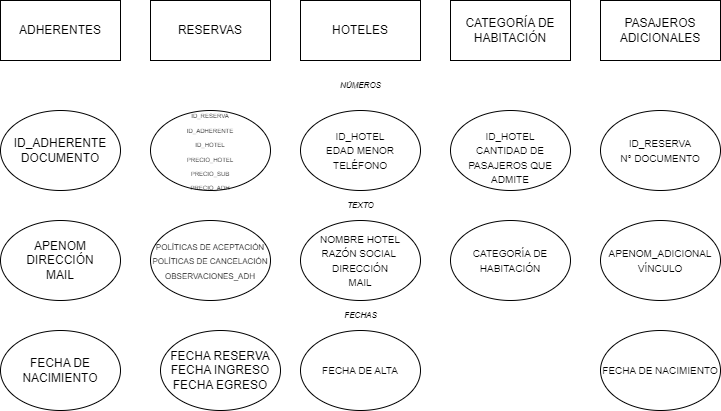 ADHERENTES
RESERVAS
HOTELES
CATEGORÍA DE
HABITACIÓN
PASAJEROS
ADICIONALES
NÚMEROS
ID_ADHERENTE
DOCUMENTO
ID_RESERVA
ID_ADHERENTE
ID_HOTEL
PRECIO_HOTEL
PRECIO_SUB
PRECIO_ADH
ID_HOTEL
EDAD MENOR
TELÉFONO
ID_HOTEL
CANTIDAD DE
PASAJEROS QUE
ADMITE
ID_RESERVA
N° DOCUMENTO
TEXTO
APENOM
DIRECCIÓN
MAIL
POLÍTICAS DE ACEPTACIÓN
POLÍTICAS DE CANCELACIÓN
OBSERVACIONES_ADH
NOMBRE HOTEL
RAZÓN SOCIAL
DIRECCIÓN
MAIL
CATEGORÍA DE
HABITACIÓN
APENOM_ADICIONAL
VÍNCULO
FECHAS
FECHA DE
NACIMIENTO
FECHA RESERVA
FECHA INGRESO
FECHA EGRESO
FECHA DE ALTA
FECHA DE NACIMIENTO